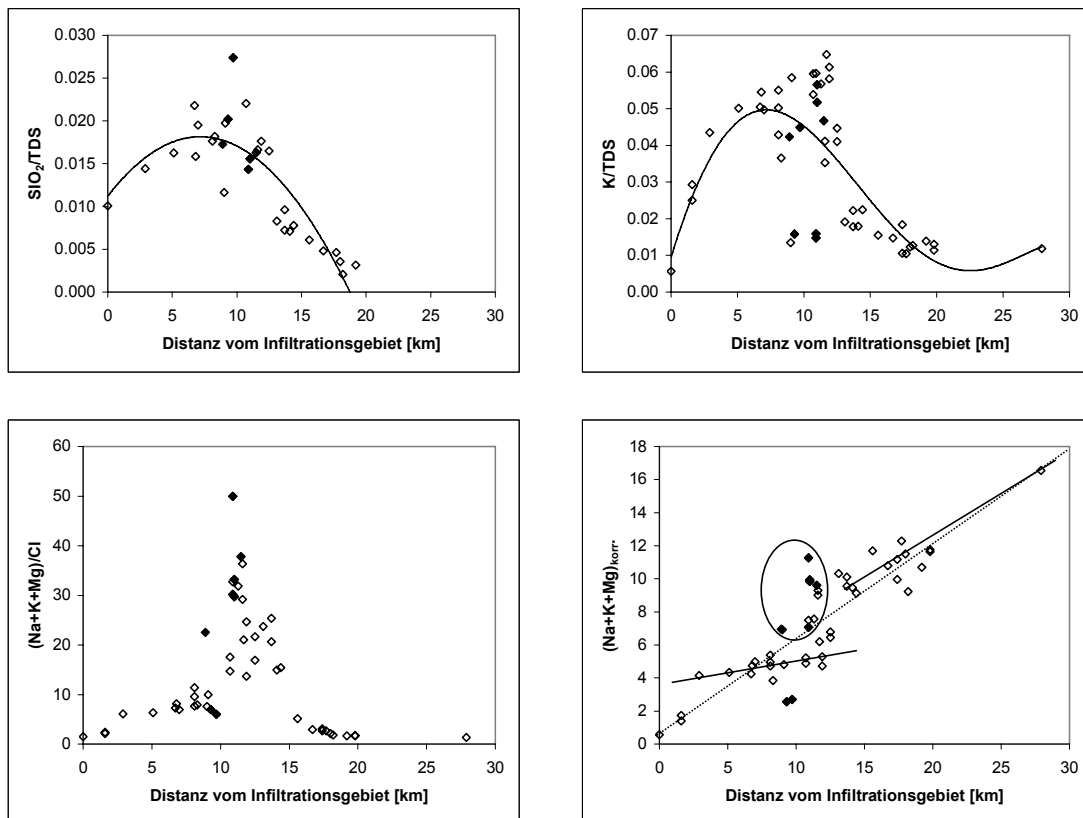 SIO2/TDS
0.030
0.025
0.020
0.015
0.010
0.005
0.000
0 5 10 15 20 25 30
Distanz vom Infiltrationsgebiet [km]
K/TDS
0.07
0.06
0.05
0.04
0.03
0.02
0.01
0.00
0 5 10 15 20 25 30
Distanz vom Infiltrationsgebiet [km]
(Na+K+Mg)/Cl
60
50
40
30
20
10
0
0 5 10 15 20 25 30
Distanz vom Infiltrationsgebiet [km]
(Na+K+Mg)korr.
18
16
14
12
10
8
6
4
2
0
0 5 10 15 20 25 30
Distanz vom Infiltrationsgebiet [km]